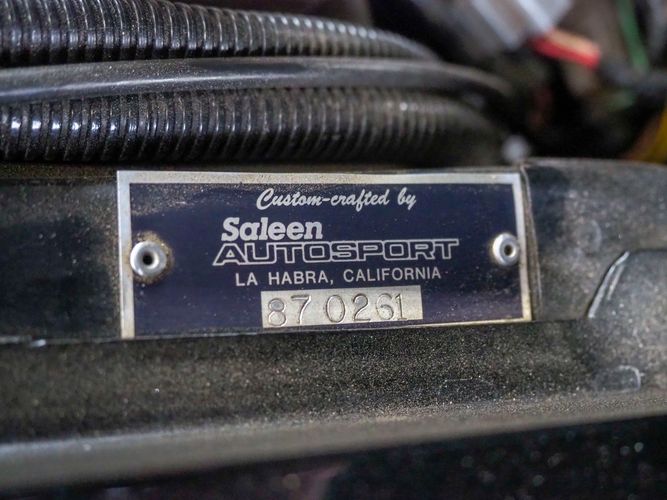 Custom-crafted by
Saleen
AUTOSPORT
LA HABRA, CALIFORNIA
87 0261